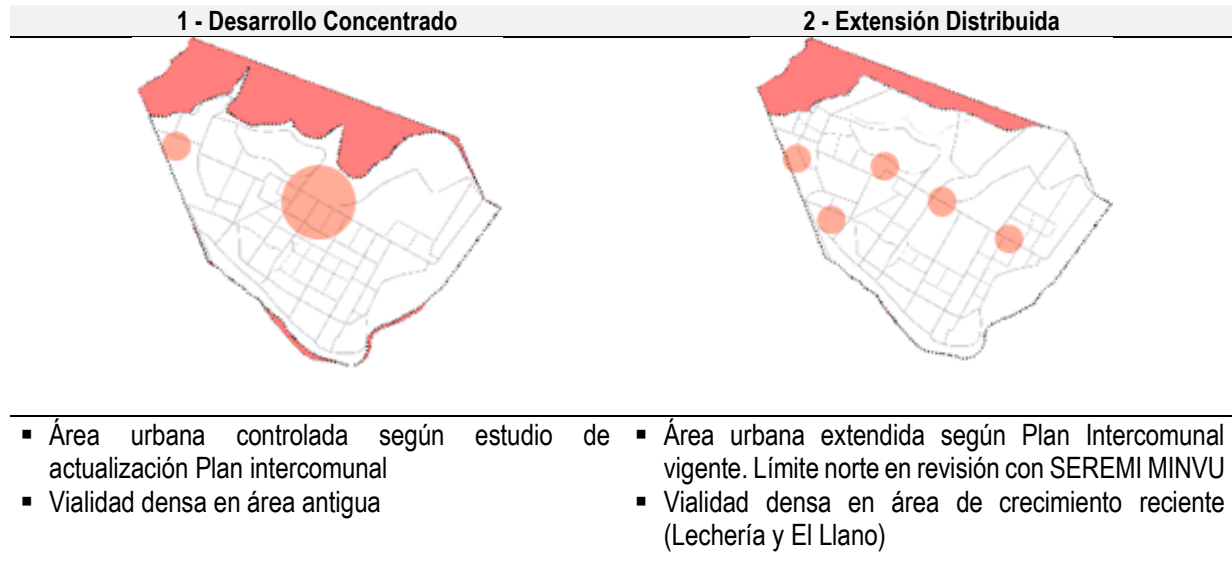 1 - Desarrollo Concentrado
2 - Extensión Distribuida
▪ Área urbana controlada según estudio de
actualización Plan intercomunal
▪ Vialidad densa en área antigua
▪ Área urbana extendida según Plan Intercomunal
vigente. Límite norte en revisión con SEREMI MINVU
▪ Vialidad densa en área de crecimiento reciente
(Lechería y El Llano)